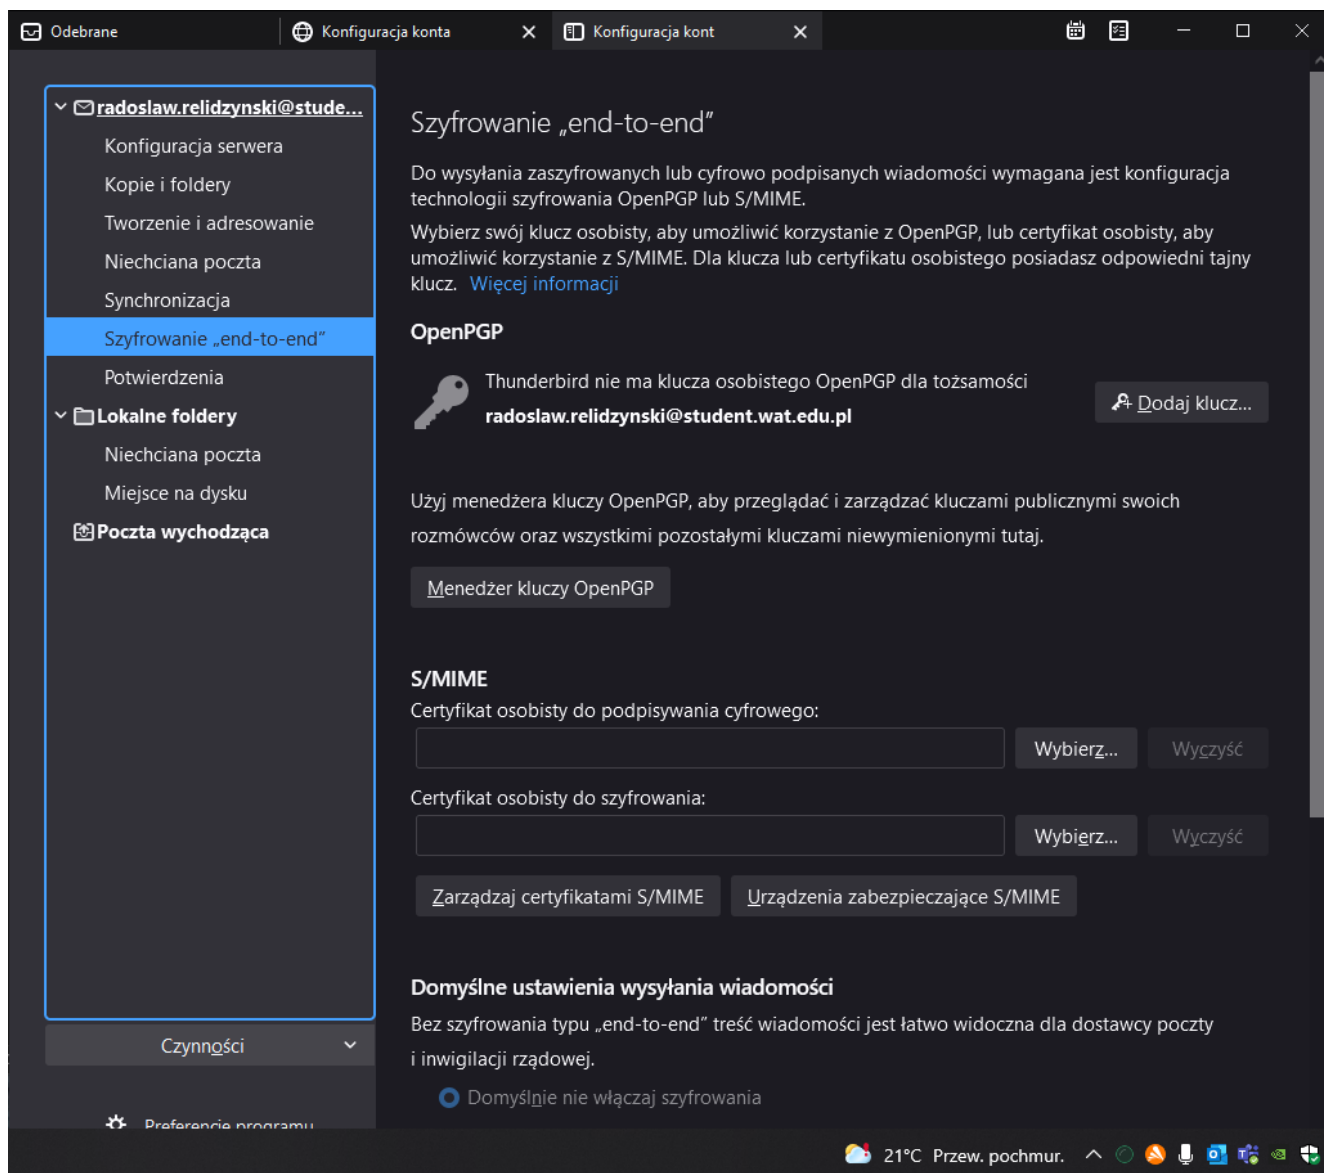 Odebrane
Konfiguracja konta
Konfiguracja kont
radoslaw.relidzynski@stude...
Konfiguracja serwera
Kopie i foldery
Tworzenie i adresowanie
Niechciana poczta
Synchronizacja
Szyfrowanie „end-to-end”
Potwierdzenia
Lokalne foldery
Niechciana poczta
Miejsce na dysku
Poczta wychodząca
Czynności
Preferencje programu
Szyfrowanie „end-to-end”
Do wysyłania zaszyfrowanych lub cyfrowo podpisanych wiadomości wymagana jest konfiguracja
technologii szyfrowania OpenPGP lub S/MIME.
Wybierz swój klucz osobisty, aby umożliwić korzystanie z OpenPGP, lub certyfikat osobisty, aby
umożliwić korzystanie z S/MIME. Dla klucza lub certyfikatu osobistego posiadasz odpowiedni tajny
klucz. Więcej informacji
OpenPGP
Thunderbird nie ma klucza osobistego OpenPGP dla tożsamości
radoslaw.relidzynski@student.wat.edu.pl
Dodaj klucz...
Użyj menedżera kluczy OpenPGP, aby przeglądać i zarządzać kluczami publicznymi swoich
rozmówców oraz wszystkimi pozostałymi kluczami niewymienionymi tutaj.
Menedżer kluczy OpenPGP
S/MIME
Certyfikat osobisty do podpisywania cyfrowego:
Wybierz... Wyczyść
Certyfikat osobisty do szyfrowania:
Wybierz... Wyczyść
Zarządzaj certyfikatami S/MIME Urządzenia zabezpieczające S/MIME
Domyślne ustawienia wysyłania wiadomości
Bez szyfrowania typu „end-to-end” treść wiadomości jest łatwo widoczna dla dostawcy poczty
i inwigilacji rządowej.
Domyślnie nie włączaj szyfrowania
21°C Przew. pochmur.